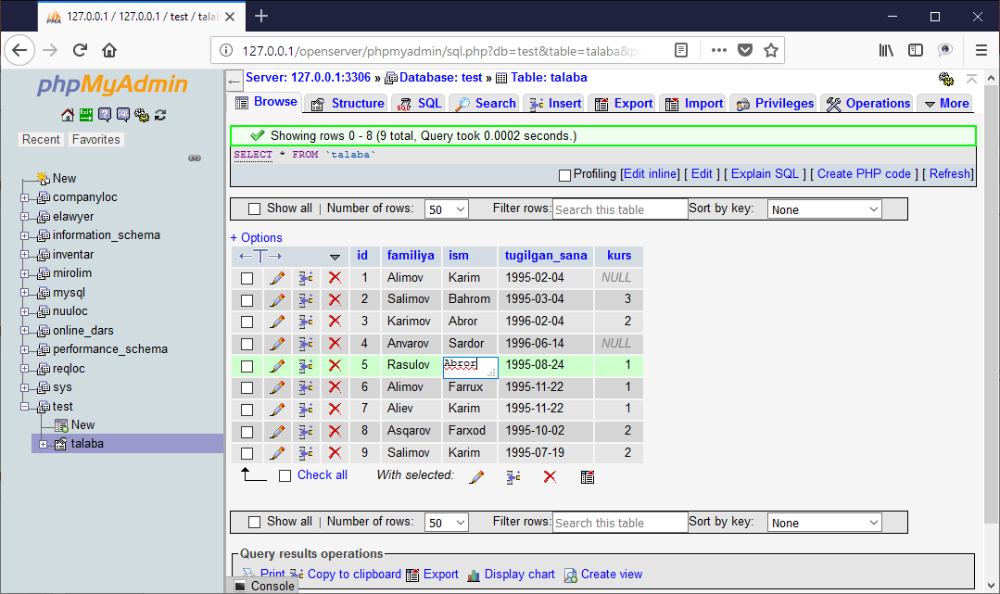 127.0.0.1 / 127.0.0.1 / test / tala
127.0.0.1/openserver/phpmyadmin/sql.php?db=test&table=talaba&p
phpMyAdmin
Recent Favorites
New
companyloc
elawyer
information_schema
inventar
mirolim
mysql
nuuloc
online_dars
performance_schema
reqloc
sys
test
New
talaba
Server: 127.0.0.1:3306 » Database: test » Table: talaba
Browse Structure SQL Search Insert Export Import Privileges Operations More
Showing rows 0 - 8 (9 total, Query took 0.0002 seconds.)
SELECT * FROM `talaba`
Profiling [Edit inline] [ Edit ] [ Explain SQL ] [ Create PHP code ] [ Refresh]
Show all | Number of rows: 50 Filter rows: Search this table Sort by key: None
+ Options
id familiya ism tugilgan_sana kurs
1 Alimov Karim 1995-02-04 NULL
2 Salimov Bahrom 1995-03-04 3
3 Karimov Abror 1996-02-04 2
4 Anvarov Sardor 1996-06-14 NULL
5 Rasulov Abror 1995-08-24 1
6 Alimov Farrux 1995-11-22 1
7 Aliev Karim 1995-11-22 1
8 Asqarov Farxod 1995-10-02 2
9 Salimov Karim 1995-07-19 2
Check all With selected:
Show all | Number of rows: 50 Filter rows: Search this table Sort by key: None
Query results operations
Print Copy to clipboard Export Display chart Create view
Console